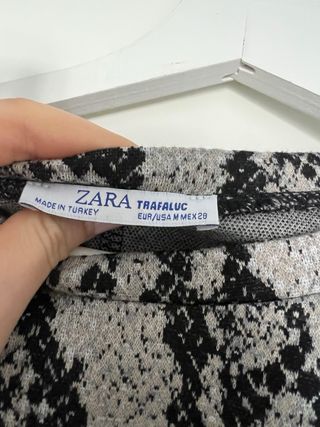 ZARA TRAFALUC
MADE IN TURKEY
EUR/USA M MEX 28